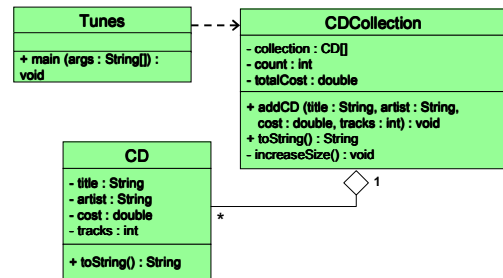 Tunes
+ main (args : String[]) :
void
CDCollection
- collection : CD[]
- count : int
- totalCost : double
+ addCD (title : String, artist : String,
cost : double, tracks : int) : void
+ toString() : String
- increaseSize() : void
1
*
CD
- title : String
- artist : String
- cost : double
- tracks : int
+ toString() : String